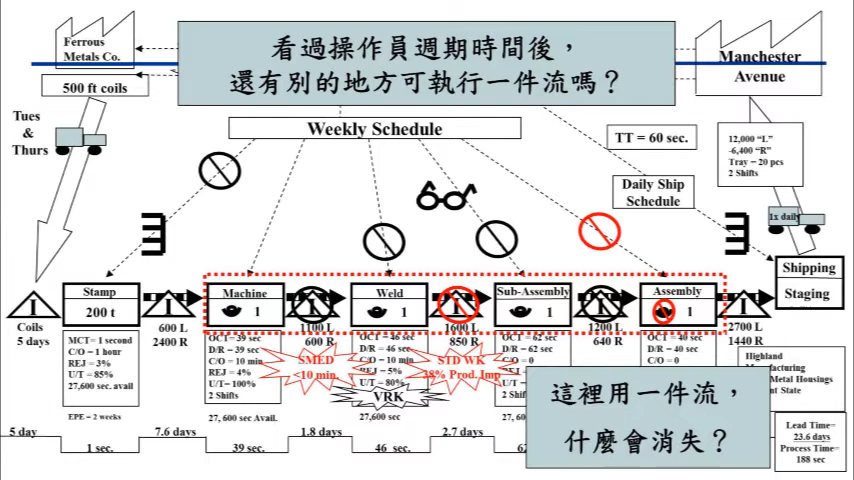 看過操作員週期時間後，
還有別的地方可執行一件流嗎？
Ferrous
Metals Co.
500 ft coils
Tues
&
Thurs
Weekly Schedule
TT = 60 sec.
Manchester
Avenue
12,000 “L”
-6,400 “R”
Tray – 20 pcs
2 Shifts
Daily Ship
Schedule
1x daily
Shipping
Staging
I
Coils
5 days
Stamp
200 t
MCT= 1 second
C/O – 1 hour
REJ = 3%
U/T= 85%
27,600 sec. avail
EPE – 2 weeks
I
600 L
2400 R
Machine
1
OCT=39 sec
D/R –39 sec
C/O = 10 min
REJ = 4%
U/T– 100%
2 Shifts
27, 600 sec Avail.
I
1100 L
600 R
SMED
<10 min
Weld
1
OCT – 46 sec
D/R = 46 sec
C/O – 10 min
REJ – 5%
U/T – 80%
VRK
27,600 sec
I
1600 L
850 R
STD WK
38% Prod. Imp
Sub-Assembly
1
OCT = 62 sec
D/R – 62 sec
C/O = 0
I
1200 L
640 R
Assembly
1
OCT = 40 sec
D/R – 40 sec
C/O = 0
I
2700 L
1440 R
Highland
Metal Housings
State
這裡用一件流，
什麼會消失？
5 day
7.6 days
1.8 days
2.7 days
1 sec.
39 sec.
46 sec.
Lead Time=
23.6 days
Process Time=
188 sec